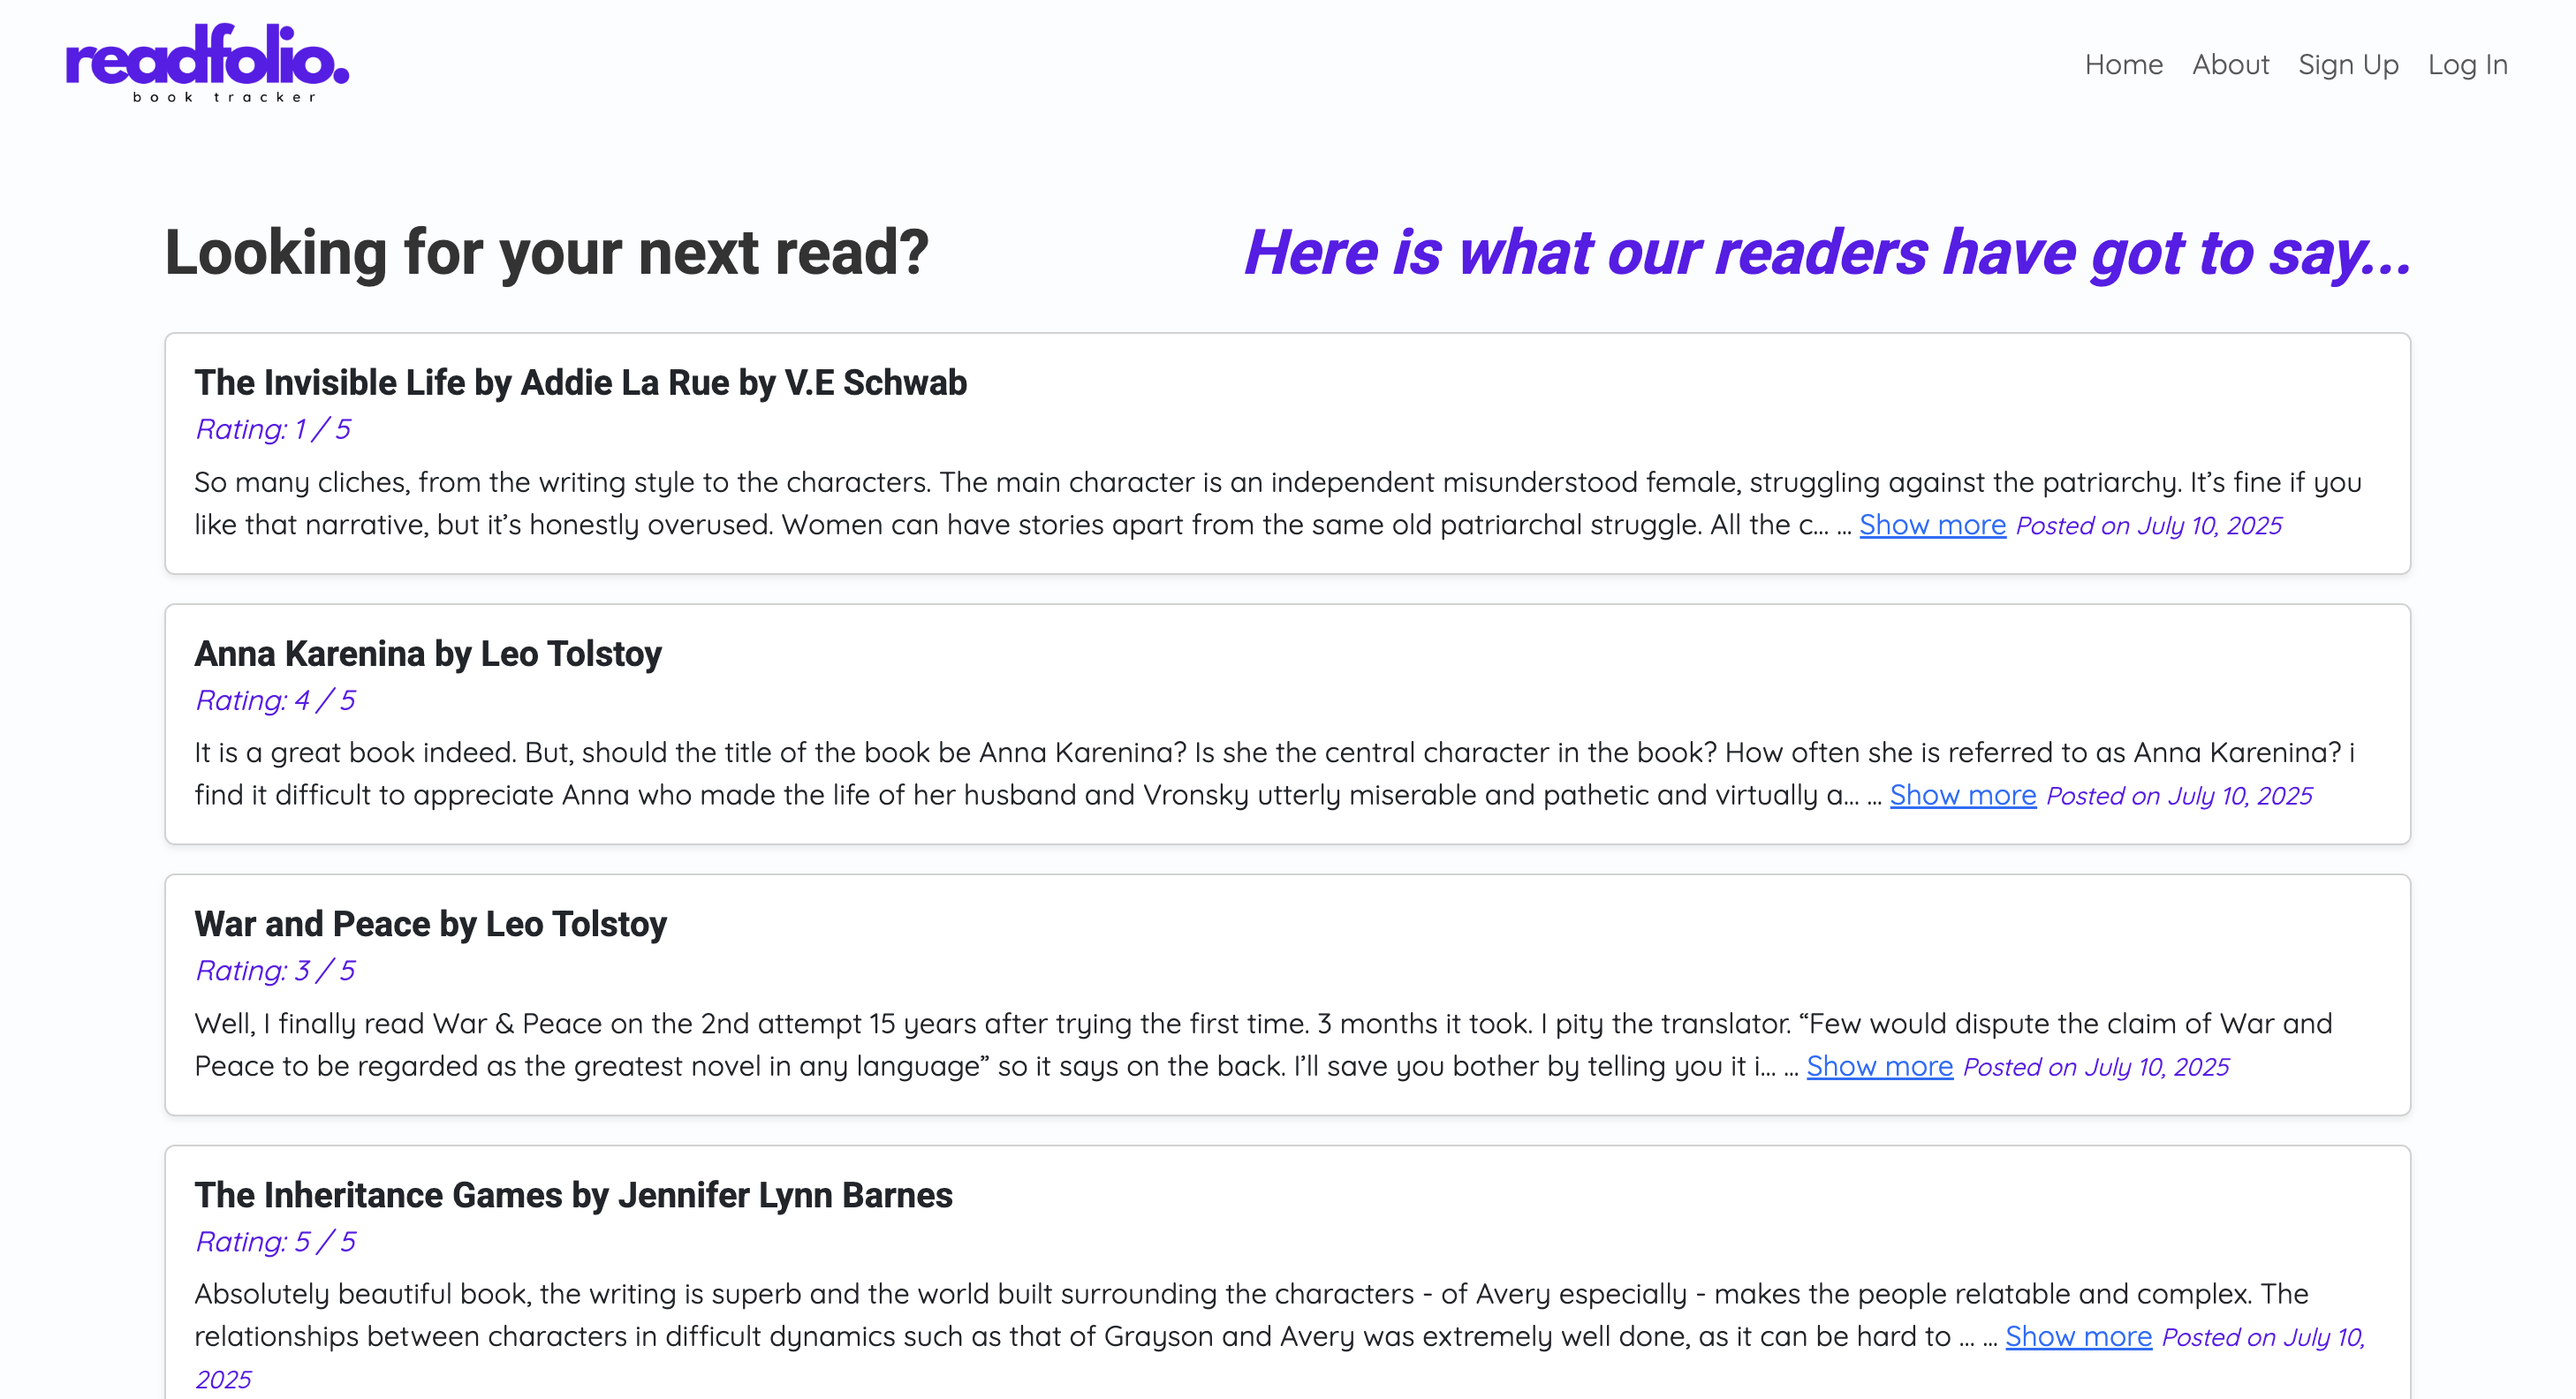 readfolio.
book tracker
Home About Sign Up Log In
Looking for your next read? Here is what our readers have got to say...
The Invisible Life by Addie La Rue by V.E Schwab
Rating: 1 / 5
So many cliches, from the writing style to the characters. The main character is an independent misunderstood female, struggling against the patriarchy. It’s fine if you
like that narrative, but it’s honestly overused. Women can have stories apart from the same old patriarchal struggle. All the c... ... Show more Posted on July 10, 2025
Anna Karenina by Leo Tolstoy
Rating: 4 / 5
It is a great book indeed. But, should the title of the book be Anna Karenina? Is she the central character in the book? How often she is referred to as Anna Karenina? i
find it difficult to appreciate Anna who made the life of her husband and Vronsky utterly miserable and pathetic and virtually a... ... Show more Posted on July 10, 2025
War and Peace by Leo Tolstoy
Rating: 3 / 5
Well, I finally read War & Peace on the 2nd attempt 15 years after trying the first time. 3 months it took. I pity the translator. “Few would dispute the claim of War and
Peace to be regarded as the greatest novel in any language” so it says on the back. I’ll save you bother by telling you it i... ... Show more Posted on July 10, 2025
The Inheritance Games by Jennifer Lynn Barnes
Rating: 5 / 5
Absolutely beautiful book, the writing is superb and the world built surrounding the characters - of Avery especially - makes the people relatable and complex. The
relationships between characters in difficult dynamics such as that of Grayson and Avery was extremely well done, as it can be hard to ... ... Show more Posted on July 10,
2025